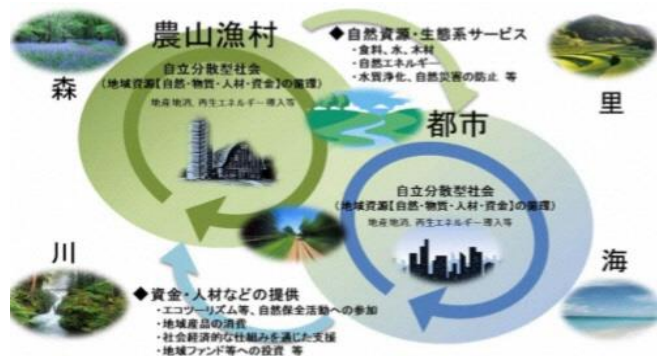 農山漁村
森
自立分散型社会
(地域資源【自然・物質・人材・資金】の循環)
地産地消、再生エネルギー導入等
◆自然資源・生態系サービス
・食料、水、木材
・自然エネルギー
・水質浄化、自然災害の防止 等
里
都市
自立分散型社会
(地域資源【自然・物質・人材・資金】の循環)
地産地消、再生エネルギー導入等
川
海
◆資金・人材などの提供
・エコツーリズム等、自然保全活動への参加
・地域産品の消費
・社会経済的な仕組みを通じた支援
・地域ファンド等への投資 等